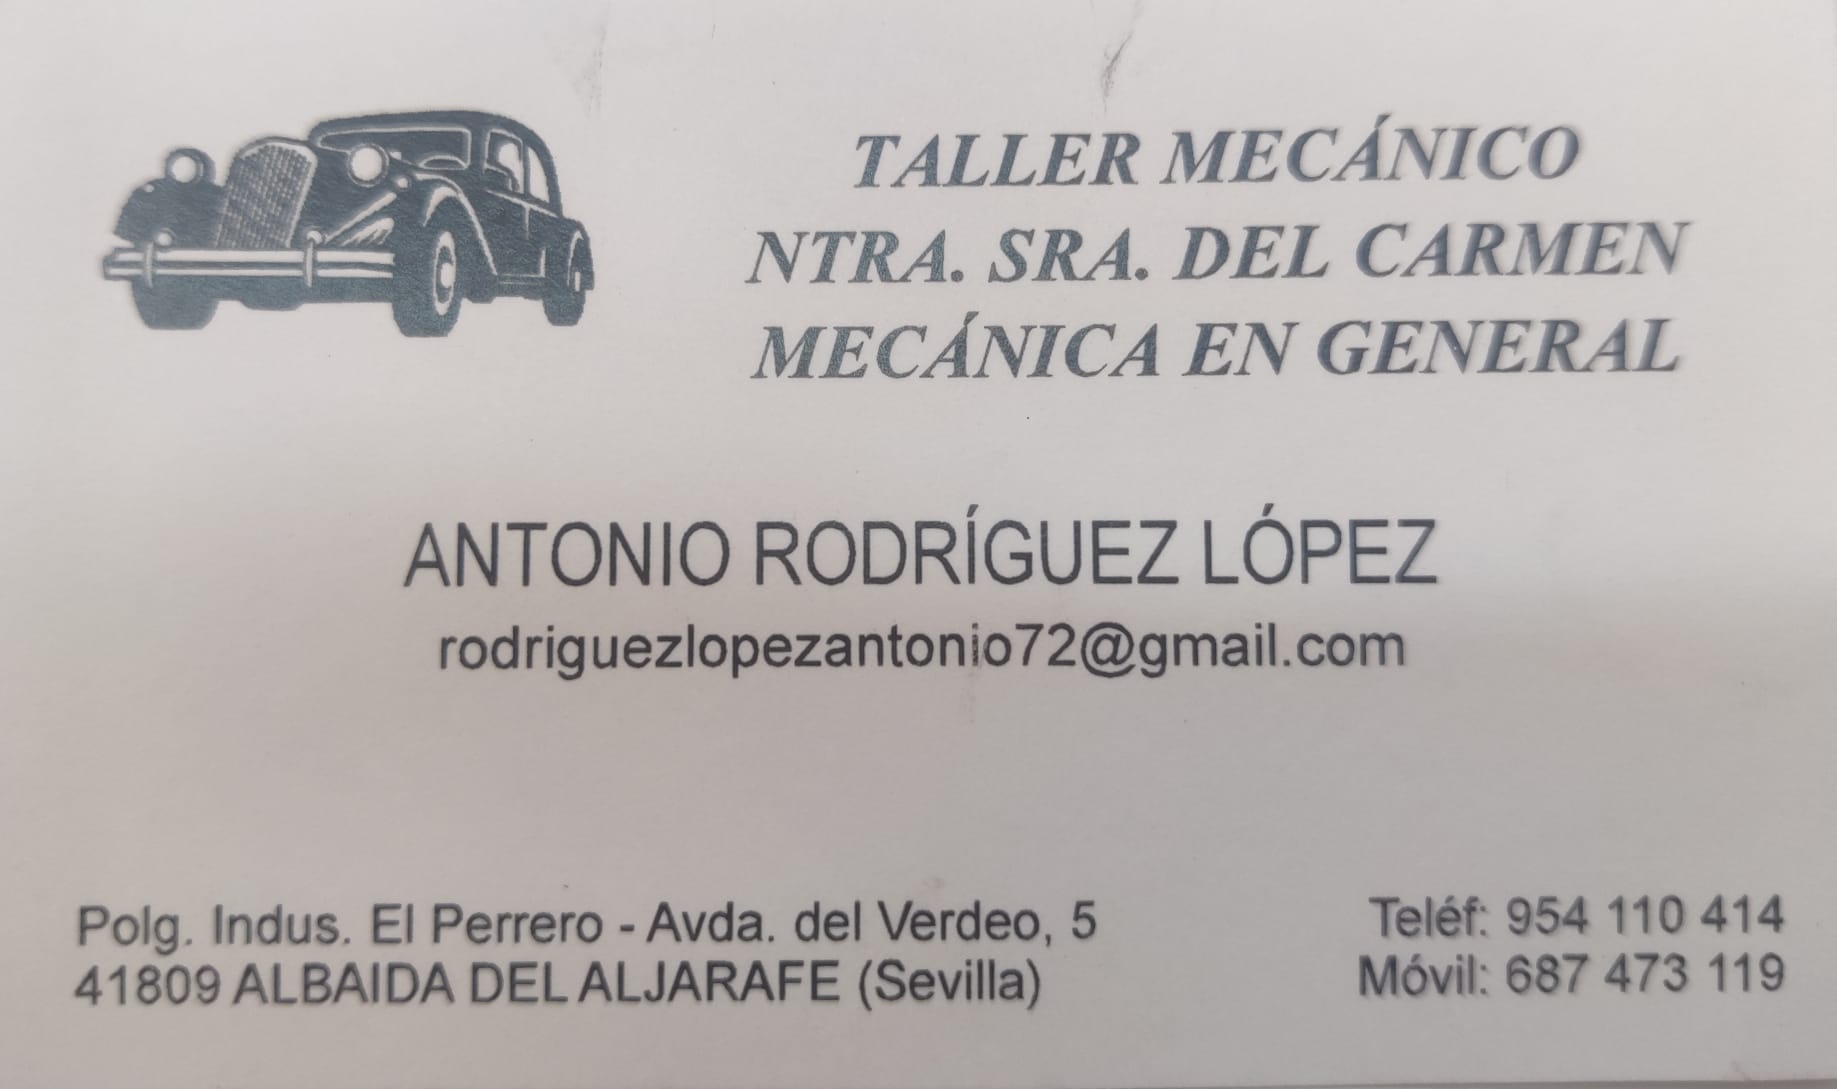 TALLER MECÁNICO
NTRA. SRA. DEL CARMEN
MECÁNICA EN GENERAL
ANTONIO RODRÍGUEZ LÓPEZ
rodriguezlopezantonio72@gmail.com
Polg. Indus. El Perrero - Avda. del Verdeo, 5
41809 ALBAIDA DEL ALJARAFE (Sevilla)
Teléf: 954 110 414
Móvil: 687 473 119